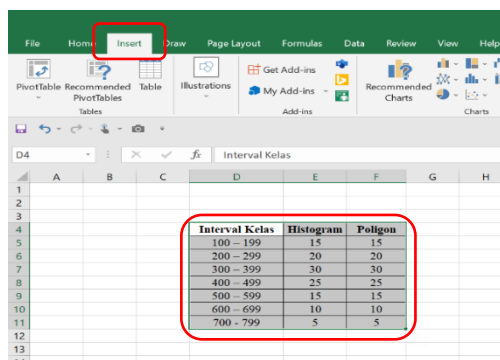 File Home Insert Draw Page Layout Formulas Data Review View Help
PivotTable Recommended PivotTables Table Illustrations Get Add-ins My Add-ins Recommended Charts
Tables Add-ins Charts
D4 fx Interval Kelas
A B C D E F G H
1
2
3
4 Interval Kelas Histogram Poligon
5 100 – 199 15 15
6 200 – 299 20 20
7 300 – 399 30 30
8 400 – 499 25 25
9 500 – 599 15 15
10 600 – 699 10 10
11 700 - 799 5 5
12
13